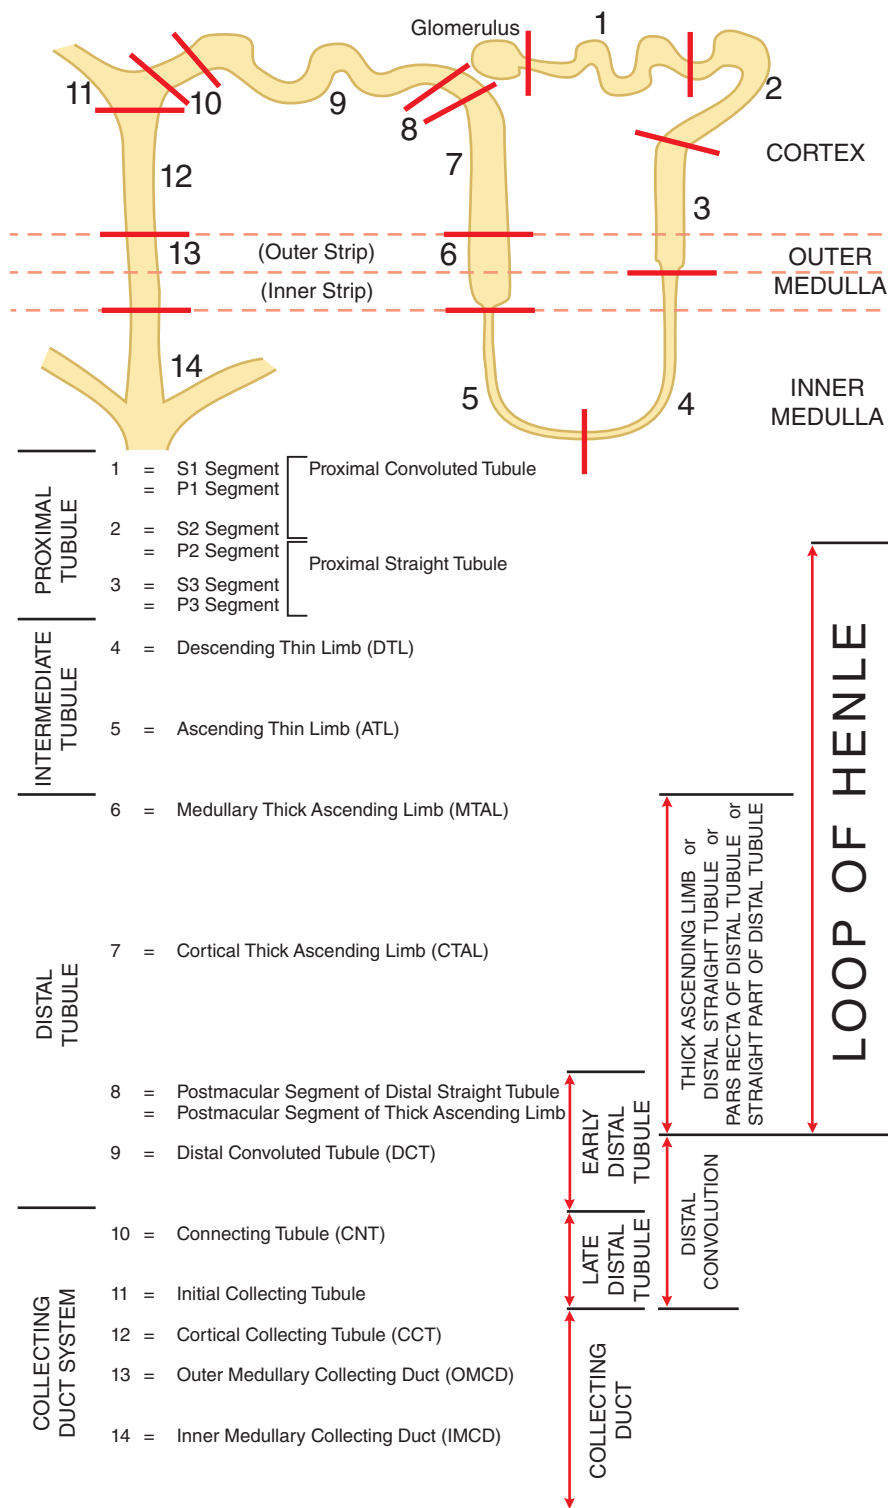 Glomerulus
1
2
3
4
5
6
7
8
9
10
11
12
13
14
CORTEX
(Outer Strip)
(Inner Strip)
OUTER
MEDULLA
INNER
MEDULLA
PROXIMAL
TUBULE
1 = S1 Segment
= P1 Segment
Proximal Convoluted Tubule
2 = S2 Segment
= P2 Segment
Proximal Straight Tubule
3 = S3 Segment
= P3 Segment
INTERMEDIATE
TUBULE
4 = Descending Thin Limb (DTL)
5 = Ascending Thin Limb (ATL)
DISTAL
TUBULE
6 = Medullary Thick Ascending Limb (MTAL)
7 = Cortical Thick Ascending Limb (CTAL)
8 = Postmacular Segment of Distal Straight Tubule
= Postmacular Segment of Thick Ascending Limb
9 = Distal Convoluted Tubule (DCT)
COLLECTING
DUCT SYSTEM
10 = Connecting Tubule (CNT)
11 = Initial Collecting Tubule
12 = Cortical Collecting Tubule (CCT)
13 = Outer Medullary Collecting Duct (OMCD)
14 = Inner Medullary Collecting Duct (IMCD)
EARLY
DISTAL
TUBULE
LATE
DISTAL
TUBULE
COLLECTING
DUCT
THICK ASCENDING LIMB or
DISTAL STRAIGHT TUBULE or
PARS RECTA OF DISTAL TUBULE or
STRAIGHT PART OF DISTAL TUBULE
DISTAL
CONVOLUTION
LOOP OF HENLE